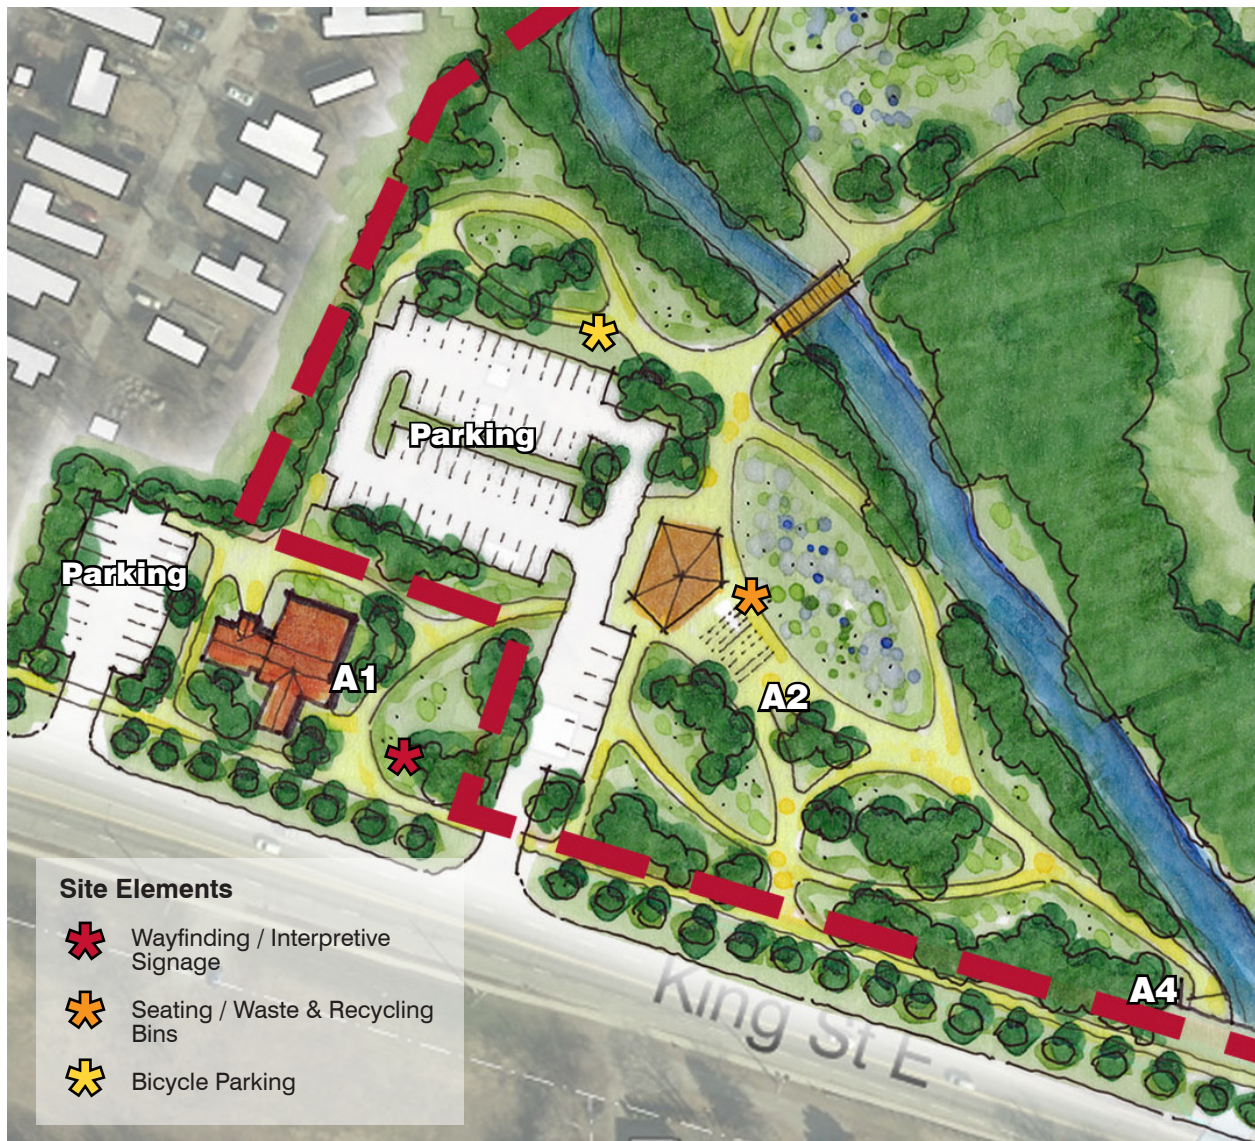 Parking
Parking
A1
A2
A4
King St E
Site Elements
Wayfinding / Interpretive
Signage
Seating / Waste & Recycling
Bins
Bicycle Parking